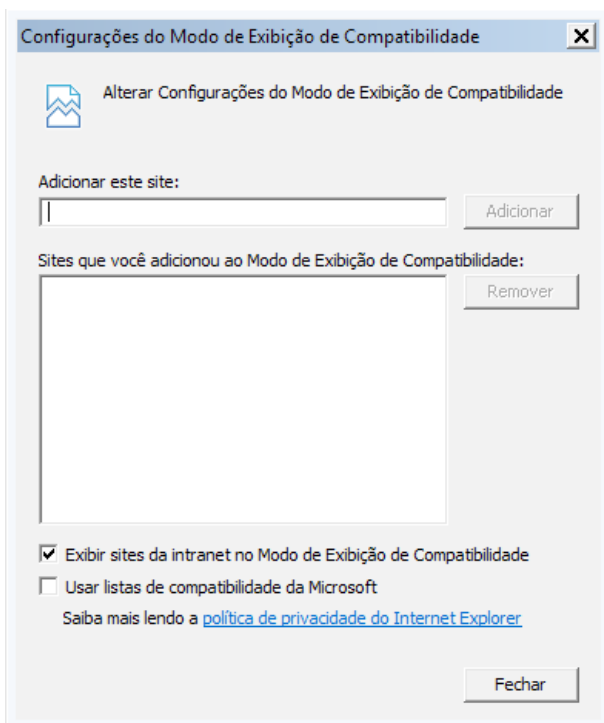 Configurações do Modo de Exibição de Compatibilidade
Alterar Configurações do Modo de Exibição de Compatibilidade
Adicionar este site:
Adicionar
Sites que você adicionou ao Modo de Exibição de Compatibilidade:
Remover
Exibir sites da intranet no Modo de Exibição de Compatibilidade
Usar listas de compatibilidade da Microsoft
Saiba mais lendo a política de privacidade do Internet Explorer
Fechar